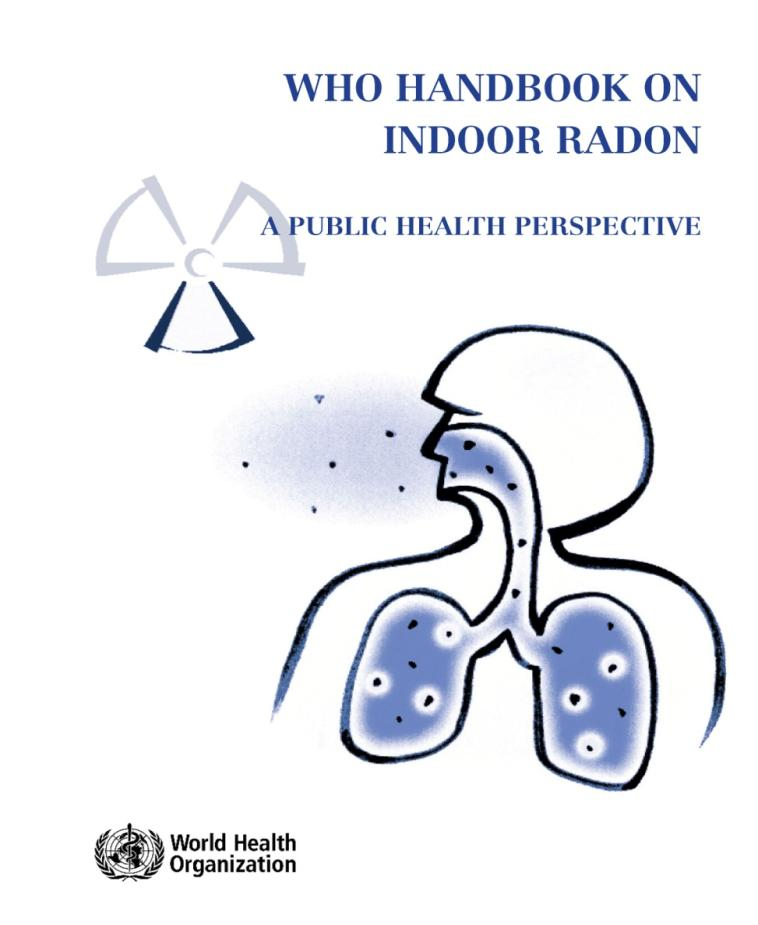 WHO HANDBOOK ON
INDOOR RADON
A PUBLIC HEALTH PERSPECTIVE
World Health
Organization